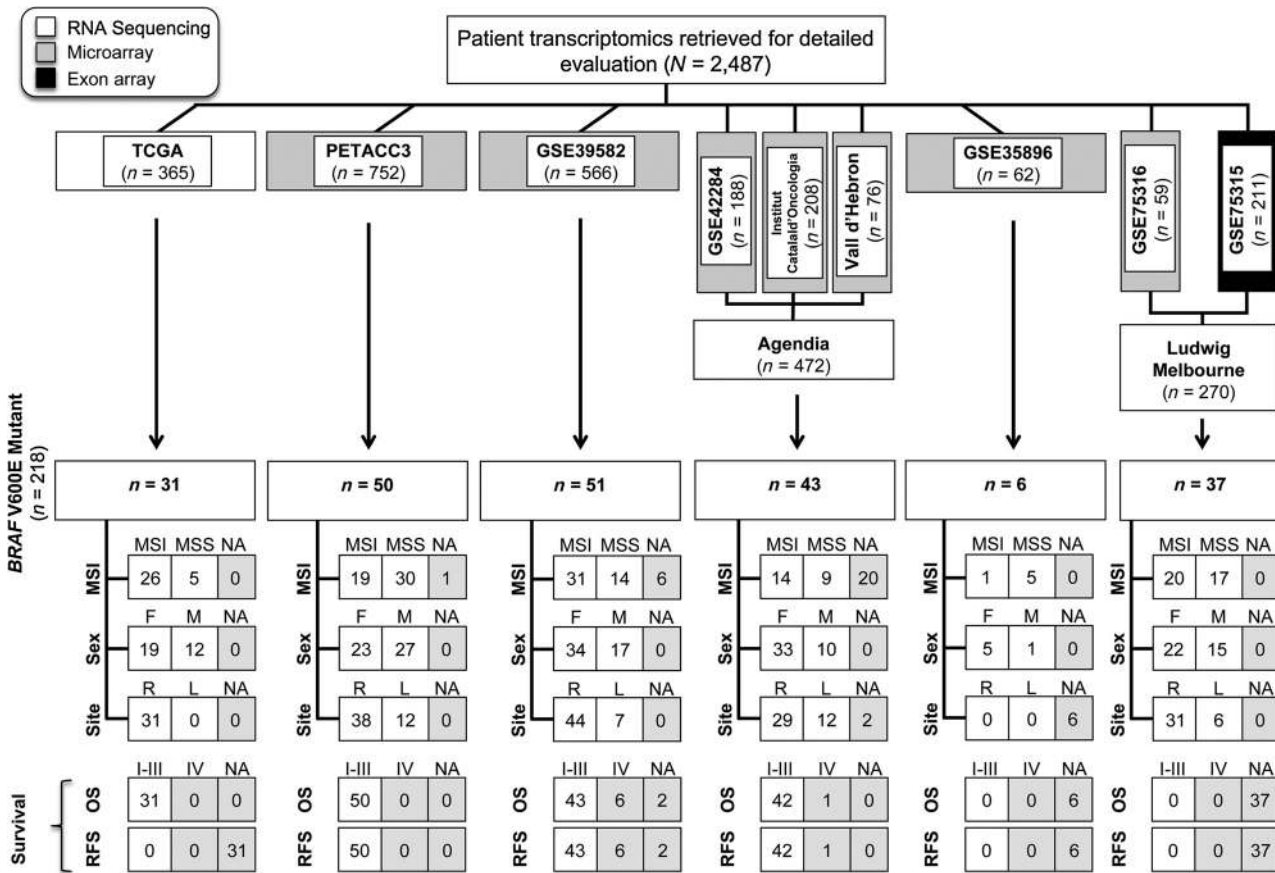 RNA Sequencing
Microarray
Exon array
Patient transcriptomics retrieved for detailed
evaluation (N = 2,487)
TCGA
(n = 365)
PETACC3
(n = 752)
GSE39582
(n = 566)
GSE42284
(n = 188)
Institut
Catalald'Oncologia
(n = 208)
Vall d'Hebron
(n = 76)
GSE35896
(n = 62)
GSE75316
(n = 59)
GSE75315
(n = 211)
Agendia
(n = 472)
Ludwig
Melbourne
(n = 270)
BRAF V600E Mutant
(n = 218)
n = 31
n = 50
n = 51
n = 43
n = 6
n = 37
MSI MSS NA MSI MSS NA MSI MSS NA MSI MSS NA MSI MSS NA MSI MSS NA
MSI 26 5 0 MSI 19 30 1 MSI 31 14 6 MSI 14 9 20 MSI 1 5 0 MSI 20 17 0
F M NA F M NA F M NA F M NA F M NA F M NA
Sex 19 12 0 Sex 23 27 0 Sex 34 17 0 Sex 33 10 0 Sex 5 1 0 Sex 22 15 0
R L NA R L NA R L NA R L NA R L NA R L NA
Site 31 0 0 Site 38 12 0 Site 44 7 0 Site 29 12 2 Site 0 0 6 Site 31 6 0
Survival
I-III IV NA I-III IV NA I-III IV NA I-III IV NA I-III IV NA I-III IV NA
OS 31 0 0 OS 50 0 0 OS 43 6 2 OS 42 1 0 OS 0 0 6 OS 0 0 37
RFS 0 0 31 RFS 50 0 0 RFS 43 6 2 RFS 42 1 0 RFS 0 0 6 RFS 0 0 37